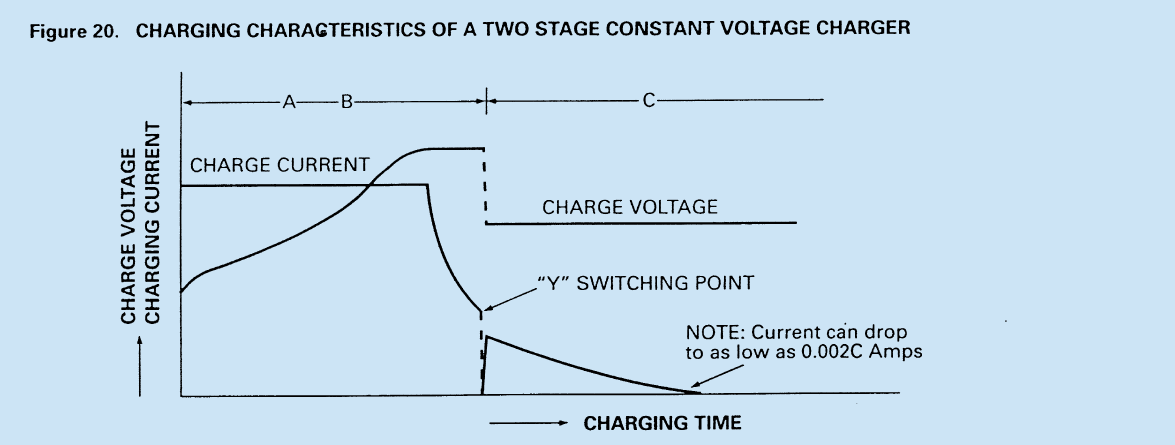 Figure 20. CHARGING CHARACTERISTICS OF A TWO STAGE CONSTANT VOLTAGE CHARGER
A B C
CHARGE CURRENT
CHARGE VOLTAGE
CHARGE VOLTAGE
CHARGING CURRENT
"Y" SWITCHING POINT
NOTE: Current can drop
to as low as 0.002C Amps
CHARGING TIME